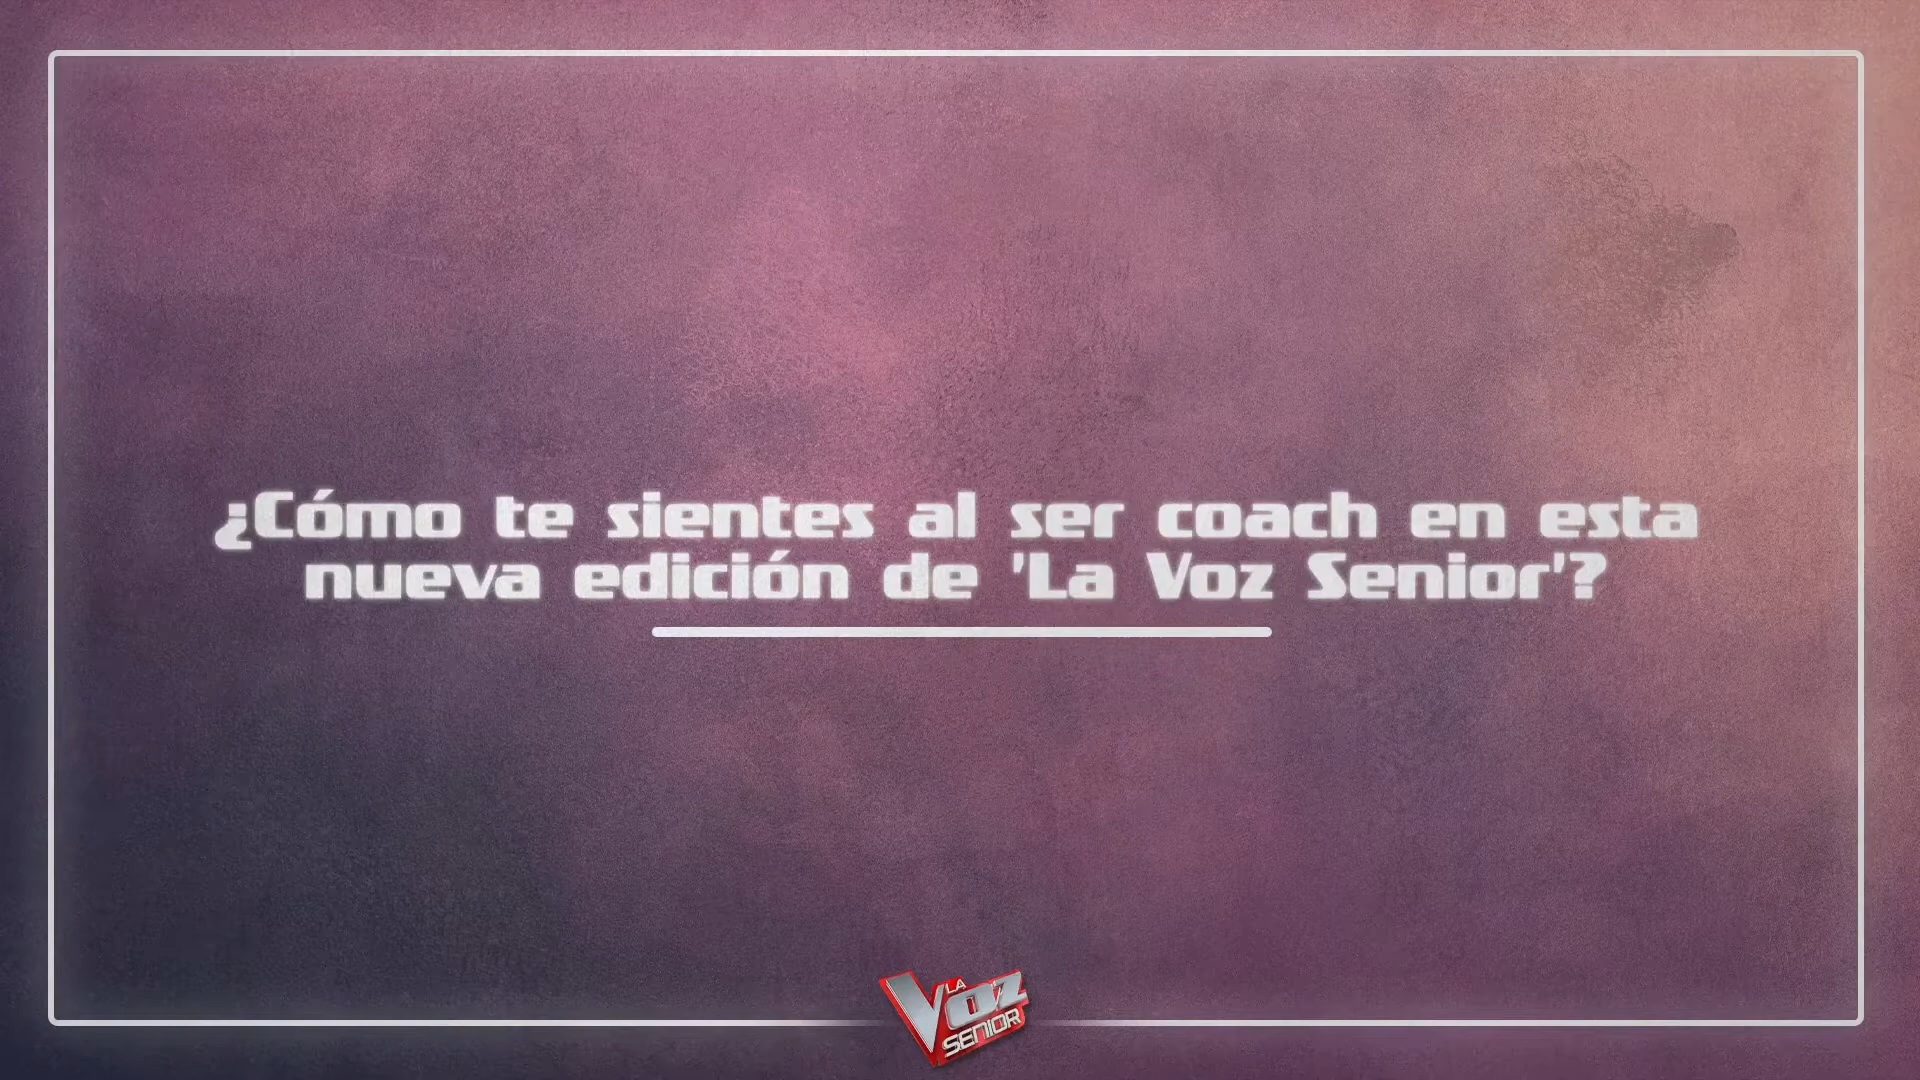 ¿Cómo te sientes al ser coach en esta
nueva edición de 'La Voz Senior'?
LA
Voz
SENIOR